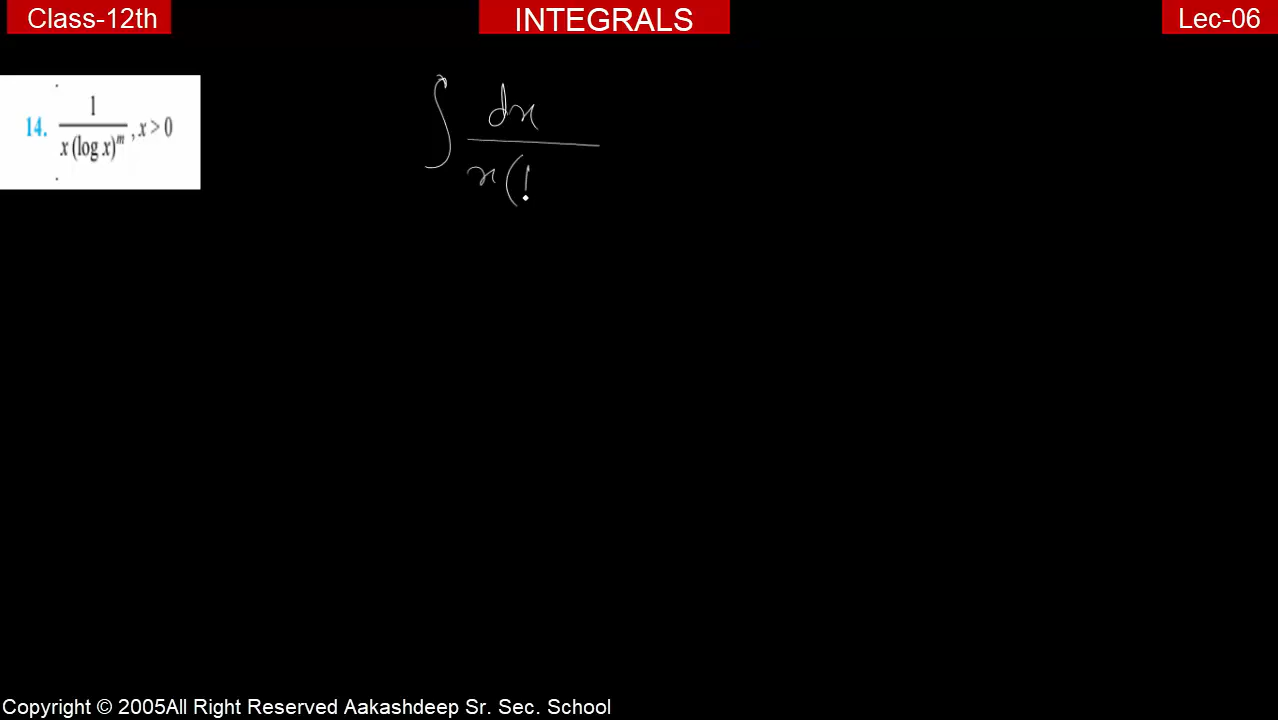 Class-12th
INTEGRALS
Lec-06
14. 1 / x (log x)^m , x > 0
∫ dx / x (l
Copyright © 2005All Right Reserved Aakashdeep Sr. Sec. School